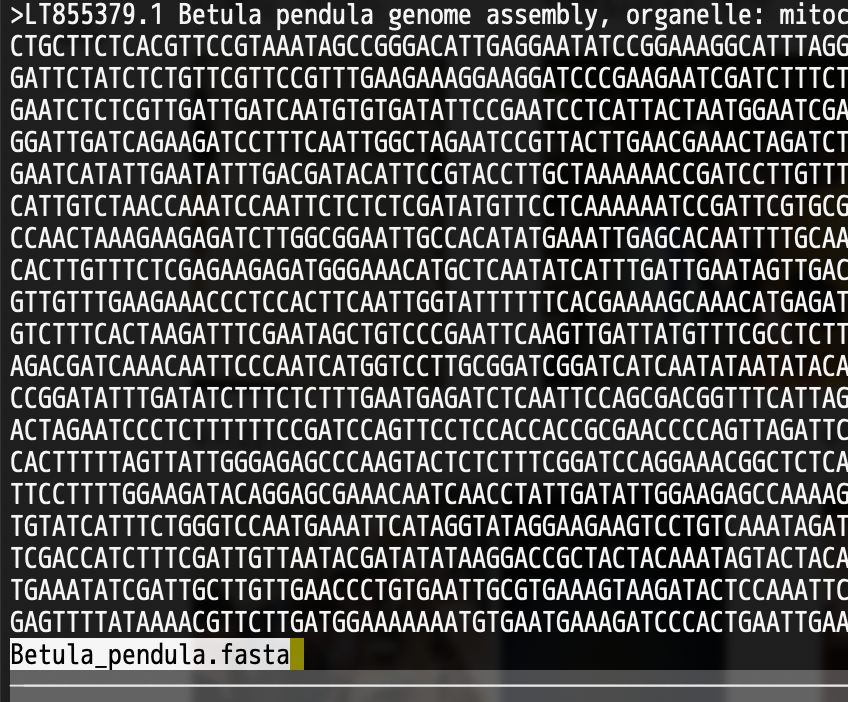 >LT855379.1 Betula pendula genome assembly, organelle: mitoc
CTGCTTCTCACGTTCCGTAAATAGCCGGGACATTGAGGAATATCCGGAAAGGCATTTAGG
GATTCTATCTCTGTTCGTTCCGTTTGAAGAAAGGAAGGATCCCGAAGAATCGATCTTTCT
GAATCTCTCGTTGATTGATCAATGTGTGATATTCCGAATCCTCATTACTAATGGAATCGA
GGATTGATCAGAAGATCCTTTCAATTGGCTAGAATCCGTTACTTGAACGAAACTAGATCT
GAATCATATTGAATATTTGACGATACATTCCGTACCTTGCTAAAAAACCGATCCTTGTTT
CATTGTCTAACCAAATCCAATTCTCTCTCGATATGTTCCTCAAAAAATCCGATTCGTGCG
CCAACTAAAGAAGAGATCTTGGCGGAATTGCCACATATGAAATTGAGCACAATTTTGCAA
CACTTGTTTCTCGAGAAGAGATGGGAAACATGCTCAATATCATTTGATTGAATAGTTGAC
GTTGTTTGAAGAAACCCTCCACTTCAATTGGTATTTTTTCACGAAAAGCAAACATGAGAT
GTCTTTCACTAAGATTTCGAATAGCTGTCCCGAATTCAAGTTGATTATGTTTCGCCTCTT
AGACGATCAAACAATTCCCAATCATGGTCCTTGCGGATCGGATCATCAATATAATATACA
CCGGATATTTGATATCTTTCTCTTTGAATGAGATCTCAATTCCAGCGACGGTTTCATTAG
ACTAGAATCCCTCTTTTTTCCGATCCAGTTCCTCCACCACCGCGAACCCCAGTTAGATTC
CACTTTTTAGTTATTGGGAGAGCCCAAGTACTCTCTTTCGGATCCAGGAAACGGCTCTCA
TTCCTTTTGGAAGATACAGGAGCGAAACAATCAACCTATTGATATTGGAAGAGCCAAAAG
TGTATCATTTCTGGGTCCAATGAAATTCATAGGTATAGGAAGAAGTCCTGTCAAATAGAT
TCGACCATCTTTCGATTGTTAATACGATATATAAGGACCGCTACTACAAATAGTACTACA
TGAAATATCGATTGCTTGTTGAACCCTGTGAATTGCGTGAAAGTAAGATACTCCAAATTC
GAGTTTTATAAAACGTTCTTGATGGAAAAAAATGTGAATGAAAGATCCCACTGAATTGAA
Betula_pendula.fasta